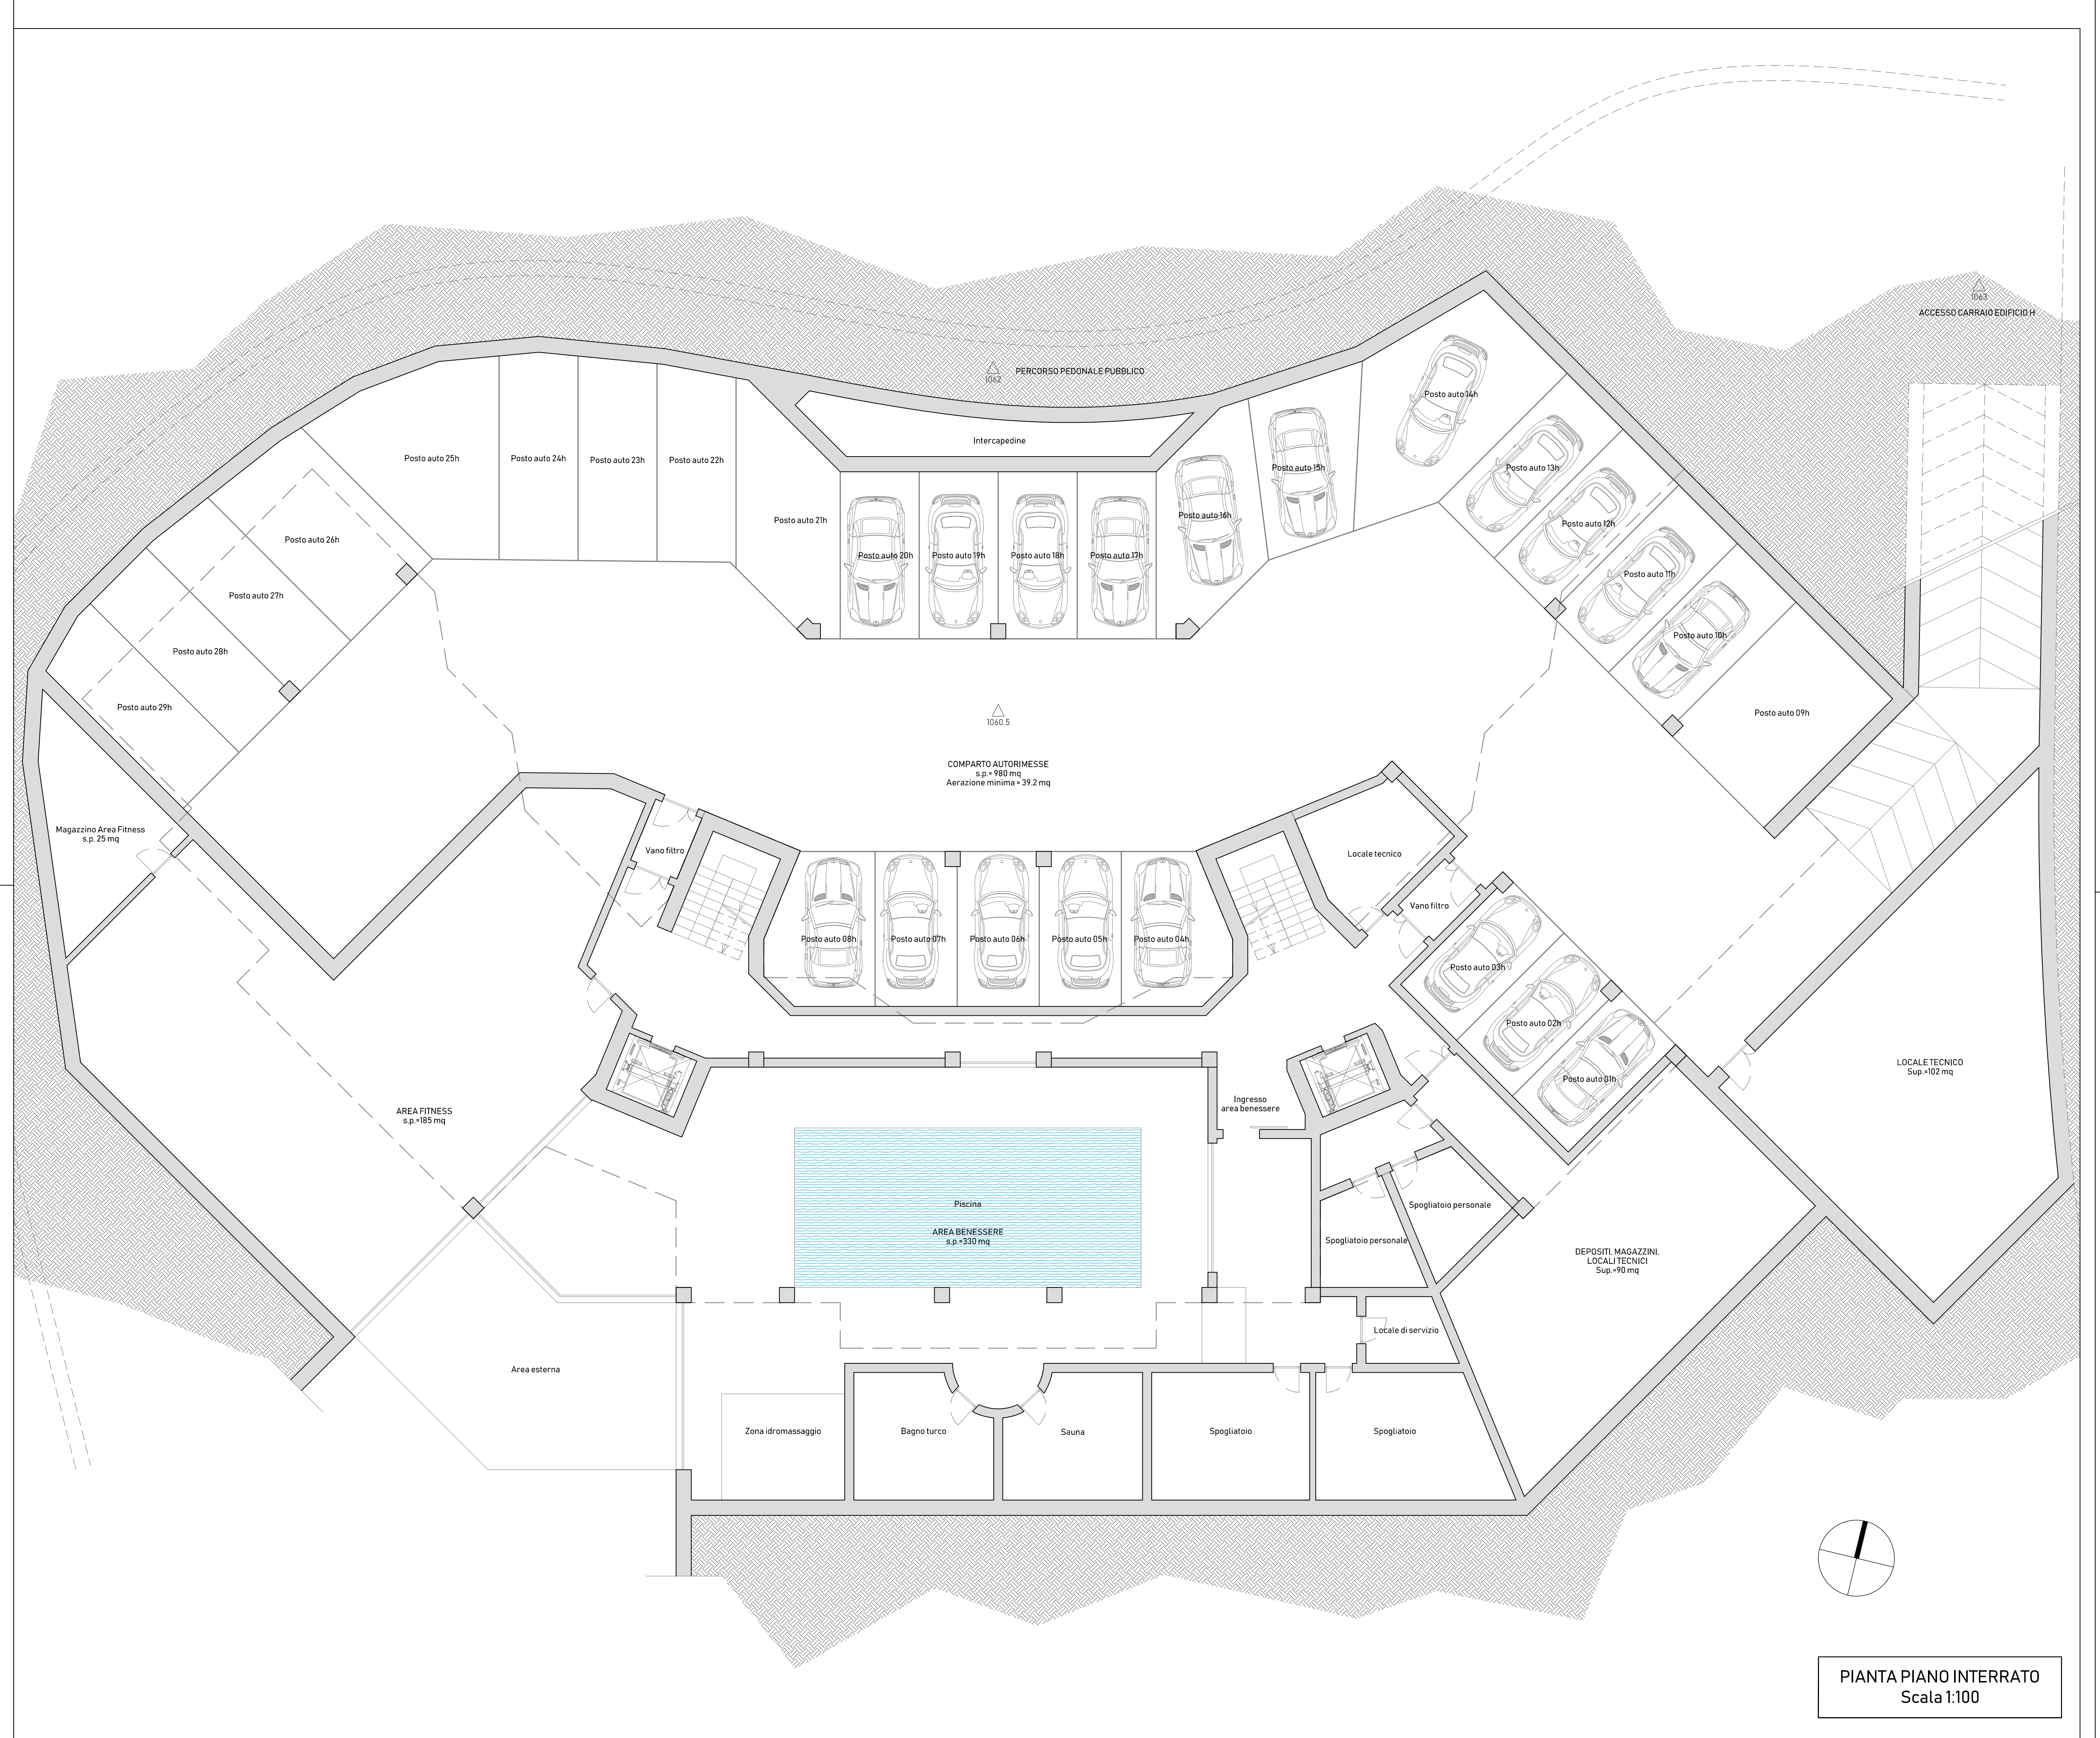 1063
ACCESSO CARRAIO EDIFICIO H
1062
PERCORSO PEDONALE PUBBLICO
Intercapedine
Posto auto 14h
Posto auto 25h
Posto auto 24h
Posto auto 23h
Posto auto 22h
Posto auto 15h
Posto auto 13h
Posto auto 21h
Posto auto 16h
Posto auto 12h
Posto auto 26h
Posto auto 20h
Posto auto 19h
Posto auto 18h
Posto auto 17h
Posto auto 11h
Posto auto 27h
Posto auto 10h
Posto auto 28h
Posto auto 29h
Posto auto 09h
1060.5
COMPARTO AUTORIMESSE
s.p.= 980 mq
Aerazione minima = 39.2 mq
Magazzino Area Fitness
s.p. 25 mq
Vano filtro
Locale tecnico
Vano filtro
Posto auto 08h
Posto auto 07h
Posto auto 06h
Posto auto 05h
Posto auto 04h
Posto auto 03h
Posto auto 02h
Posto auto 01h
LOCALE TECNICO
Sup.=102 mq
AREA FITNESS
s.p.=185 mq
Ingresso
area benessere
Piscina
AREA BENESSERE
s.p.=330 mq
Spogliatoio personale
Spogliatoio personale
DEPOSITI, MAGAZZINI,
LOCALI TECNICI
Sup.=90 mq
Locale di servizio
Area esterna
Zona idromassaggio
Bagno turco
Sauna
Spogliatoio
Spogliatoio
PIANTA PIANO INTERRATO
Scala 1:100